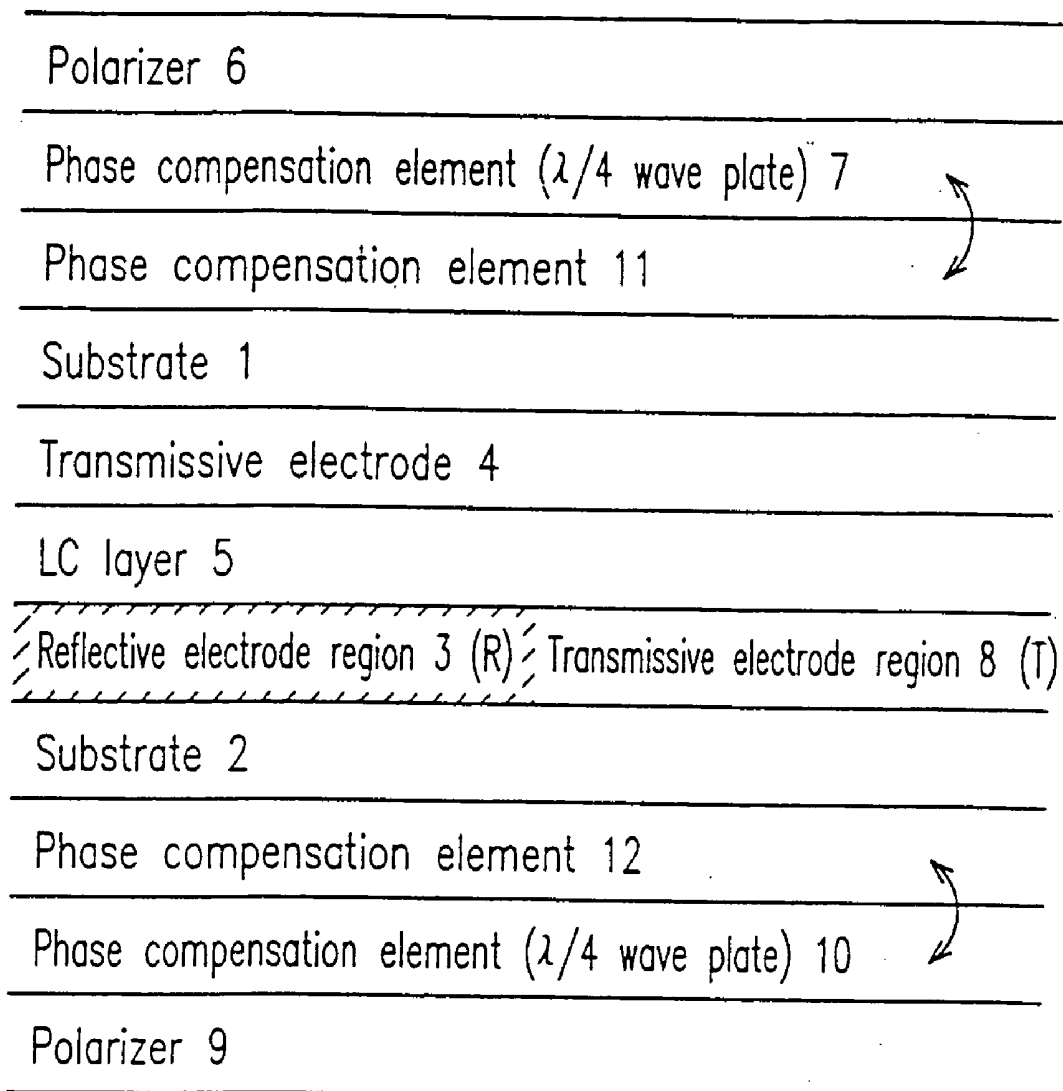 Polarizer 6
Phase compensation element (λ/4 wave plate) 7
Phase compensation element 11
Substrate 1
Transmissive electrode 4
LC layer 5
Reflective electrode region 3 (R) Transmissive electrode region 8 (T)
Substrate 2
Phase compensation element 12
Phase compensation element (λ/4 wave plate) 10
Polarizer 9